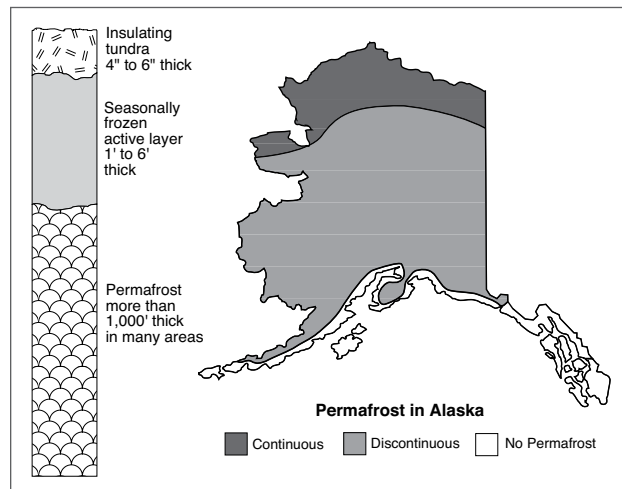 Insulating
tundra
4" to 6" thick
Seasonally
frozen
active layer
1' to 6'
thick
Permafrost
more than
1,000' thick
in many areas
Permafrost in Alaska
Continuous
Discontinuous
No Permafrost